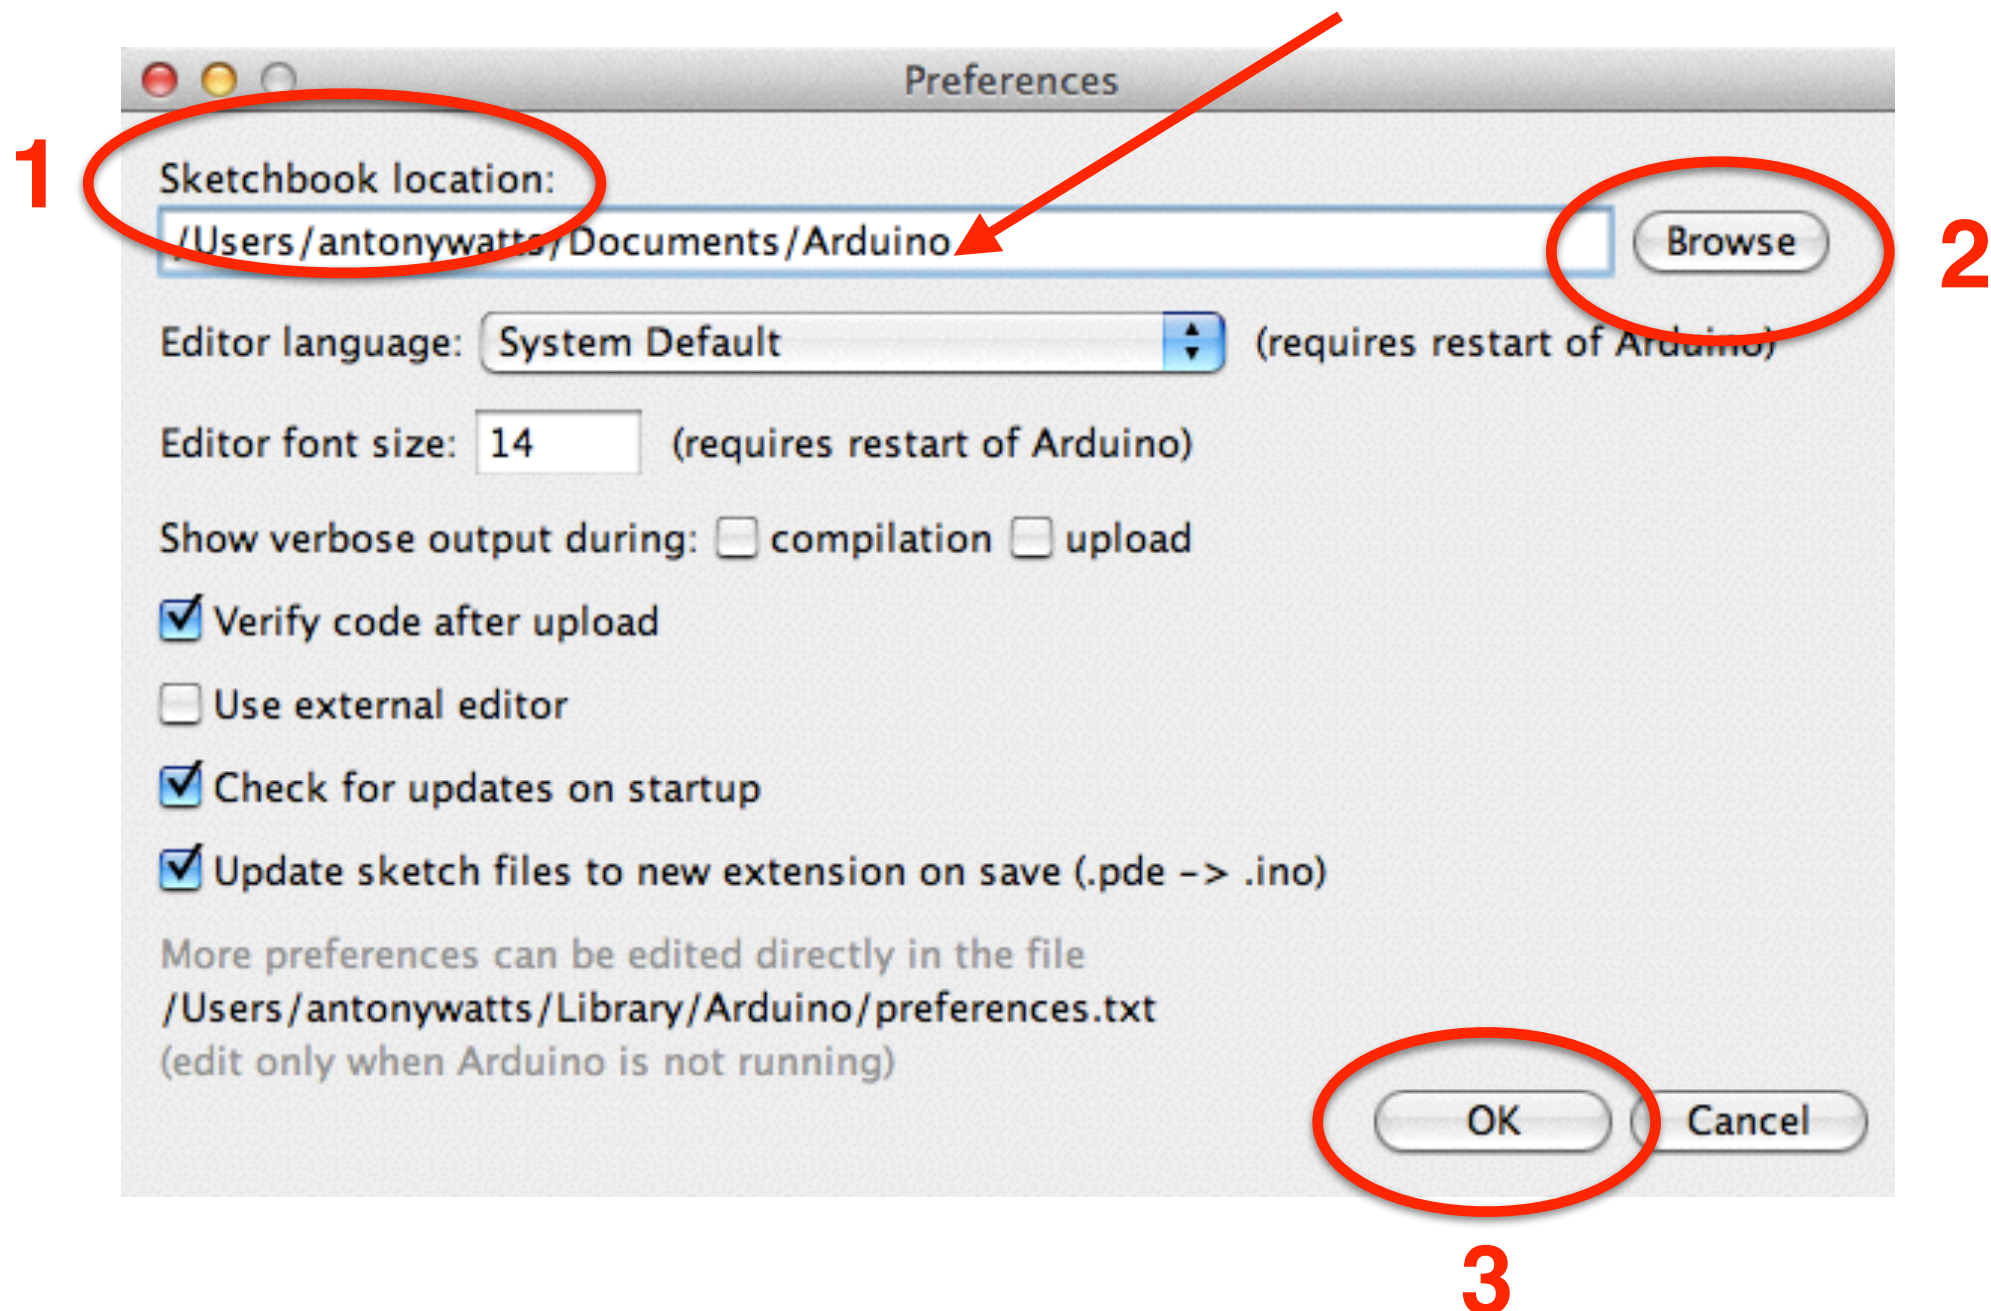 Preferences
1
Sketchbook location:
/Users/antonywatts/Documents/Arduino
Browse
2
Editor language: System Default (requires restart of Arduino)
Editor font size: 14 (requires restart of Arduino)
Show verbose output during: compilation upload
Verify code after upload
Use external editor
Check for updates on startup
Update sketch files to new extension on save (.pde -> .ino)
More preferences can be edited directly in the file
/Users/antonywatts/Library/Arduino/preferences.txt
(edit only when Arduino is not running)
OK Cancel
3